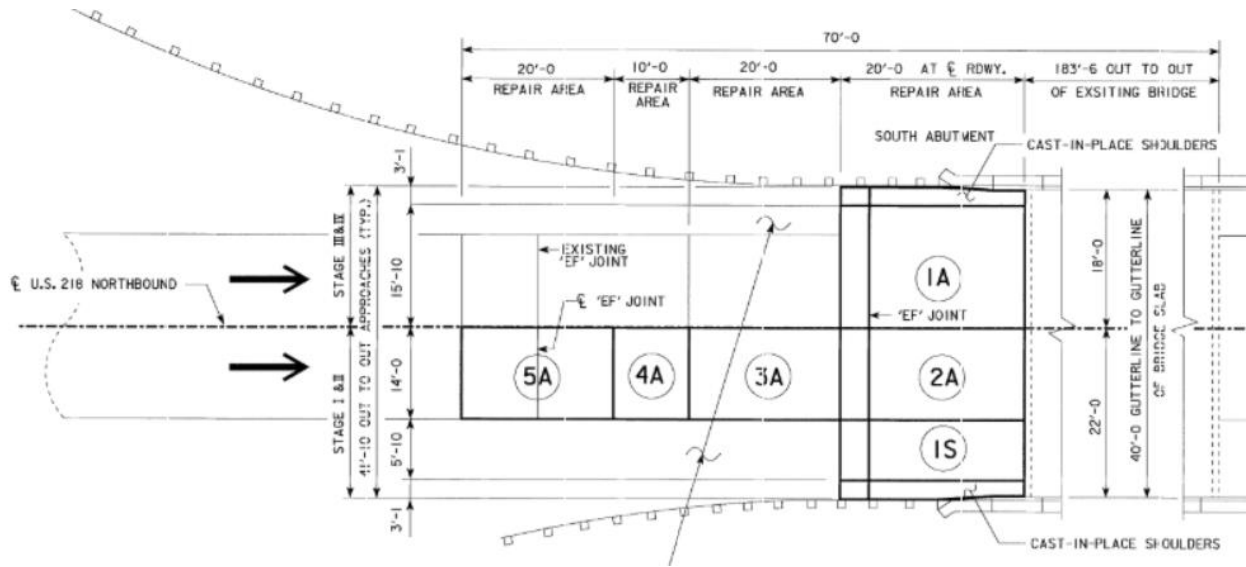 70'-0
20'-0
10'-0
20'-0
20'-0 AT ℄ RDWY.
183'-6 OUT TO OUT
REPAIR AREA
REPAIR
AREA
REPAIR AREA
REPAIR AREA
OF EXSITING BRIDGE
SOUTH ABUTMENT
CAST-IN-PLACE SHOULDERS
3'-1
STAGE III&IV
41'-10 OUT TO OUT
APPROACHES (TYP.)
15'-10
EXISTING
'EF' JOINT
℄ 'EF' JOINT
℄ U.S. 218 NORTHBOUND
1A
'EF' JOINT
18'-0
40'-0 GUTTERLINE TO GUTTERLINE
OF BRIDGE SLAB
STAGE I &II
14'-0
5A
4A
3A
2A
22'-0
5'-10
1S
3'-1
CAST-IN-PLACE SHOULDERS